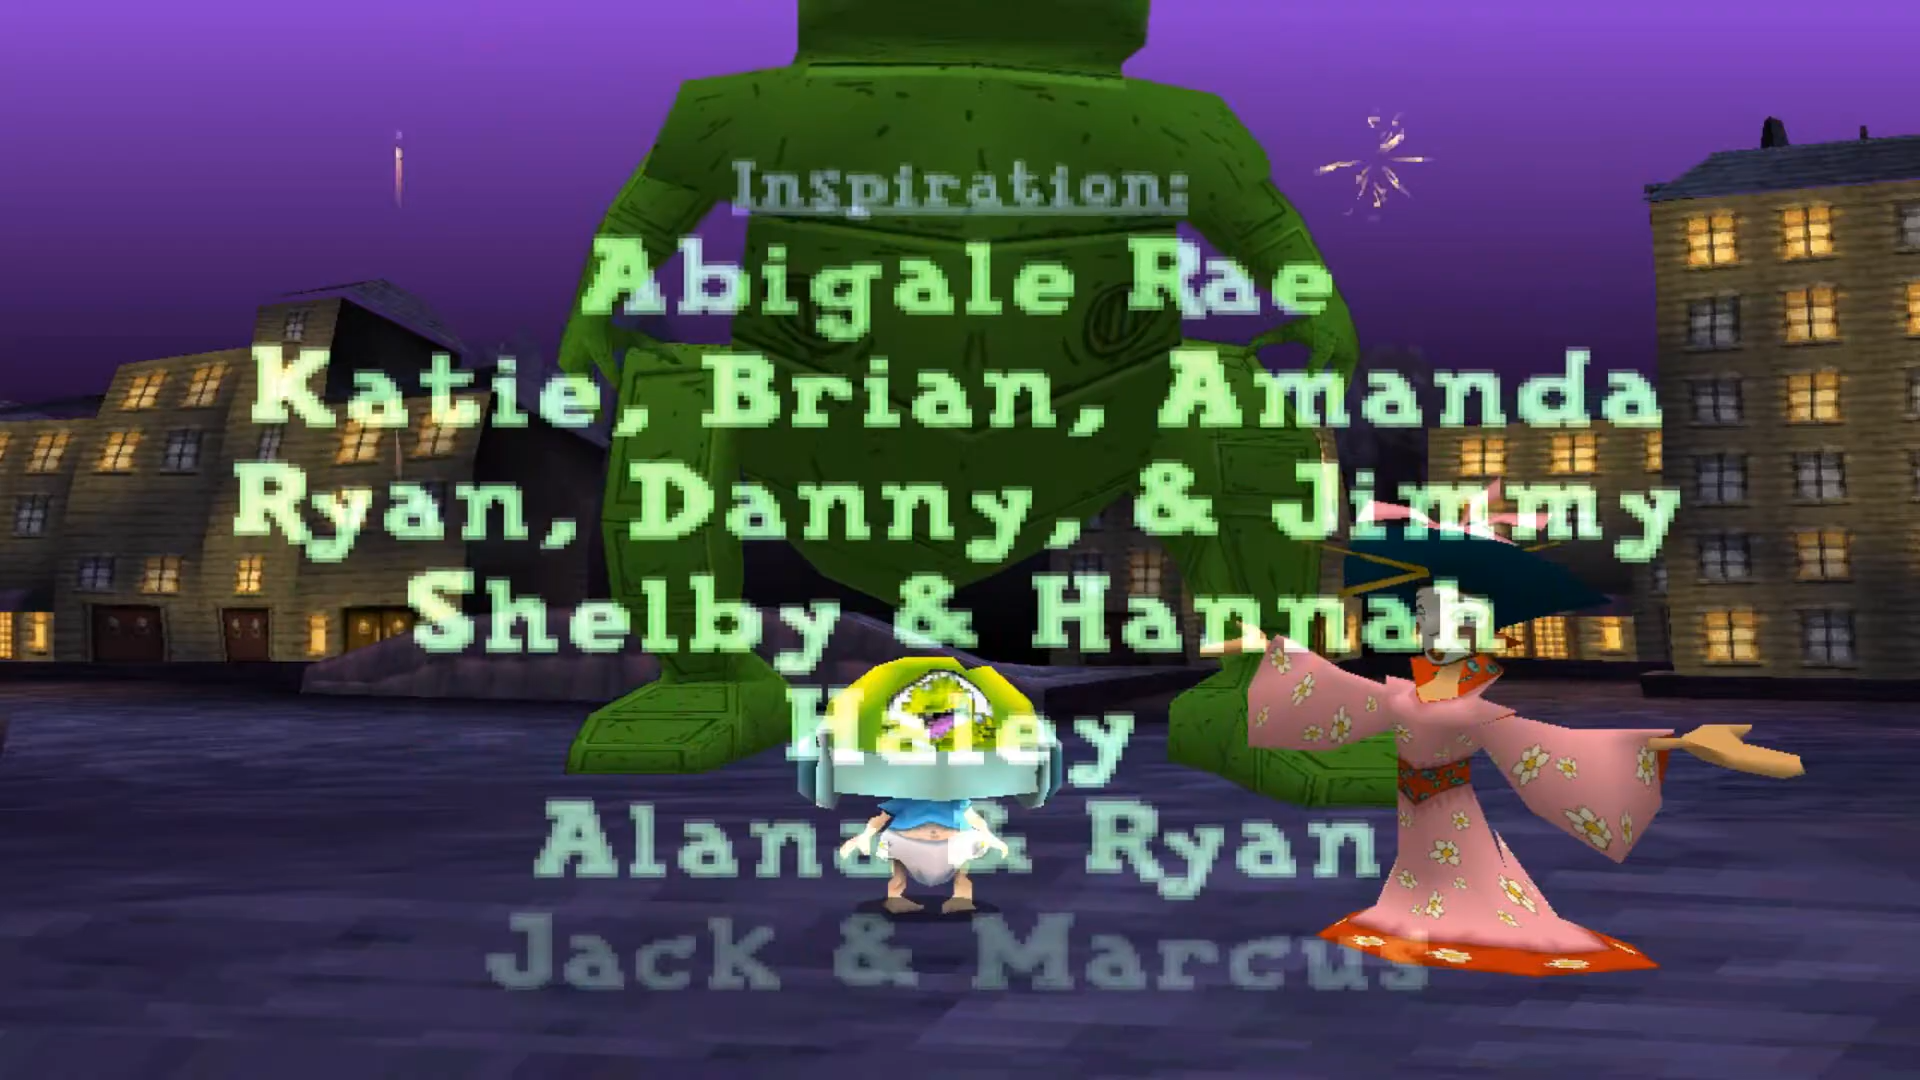 Inspiration:
Abigale Rae
Katie, Brian, Amanda
Ryan, Danny, & Jimmy
Shelby & Hannah
Haley
Alana & Ryan
Jack & Marcus